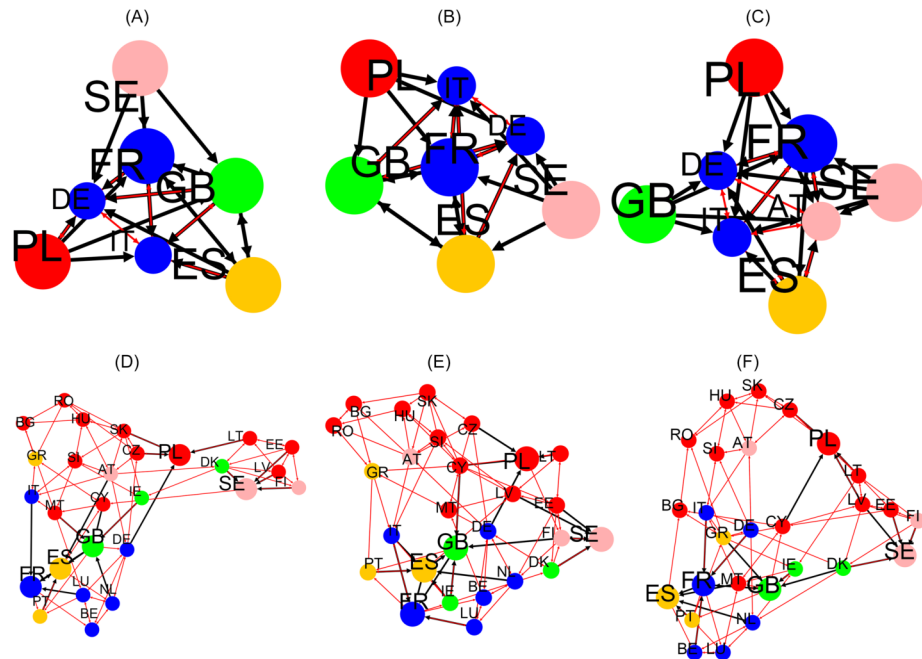 (A)
(B)
(C)
SE
FR
GB
DE
IT
PL
ES
PL
IT
DE
GB
FR
SE
ES
PL
FR
DE
SE
GB
AT
IT
ES
(D)
(E)
(F)
RO
BG
HU
SK
CZ
PL
LT
EE
GR
SI
AT
DK
LV
SE
FI
IT
MT
CY
IE
GB
DE
ES
FR
LU
NL
PT
BE
SK
BG
HU
RO
SI
CZ
AT
CY
PL
LT
GR
LV
MT
EE
IT
DE
FI
SE
GB
PT
ES
NL
DK
IE
BE
FR
LU
SK
HU
CZ
RO
SI
AT
PL
LT
BG
IT
LV
EE
DE
CY
FI
GR
SE
IE
DK
FR
MT
GB
ES
PT
NL
BE
LU